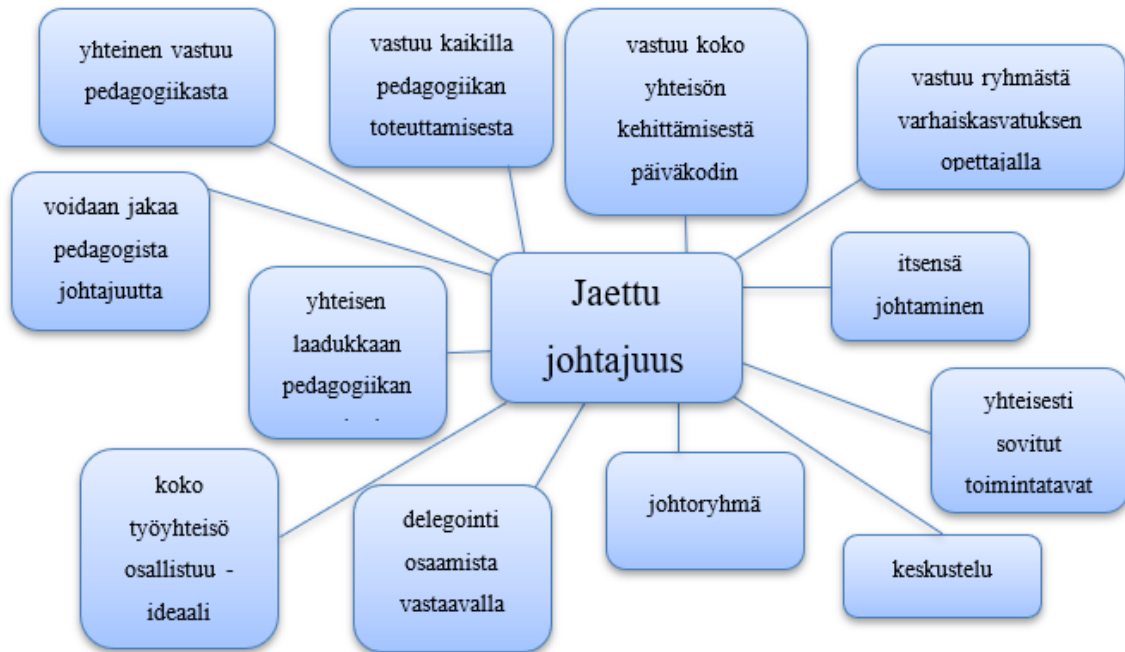 yhteinen vastuu
pedagogiikasta
vastuu kaikilla
pedagogiikan
toteuttamisesta
vastuu koko
yhteisön
kehittämisestä
päiväkodin
vastuu ryhmästä
varhaiskasvatuksen
opettajalla
voidaan jakaa
pedagogista
johtajuutta
yhteisen
laadukkaan
pedagogiikan
Jaettu
johtajuus
itsensä
johtaminen
yhteisesti
sovitut
toimintatavat
koko
työyhteisö
osallistuu -
ideaali
delegointi
osaamista
vastaavalla
johtoryhmä
keskustelu